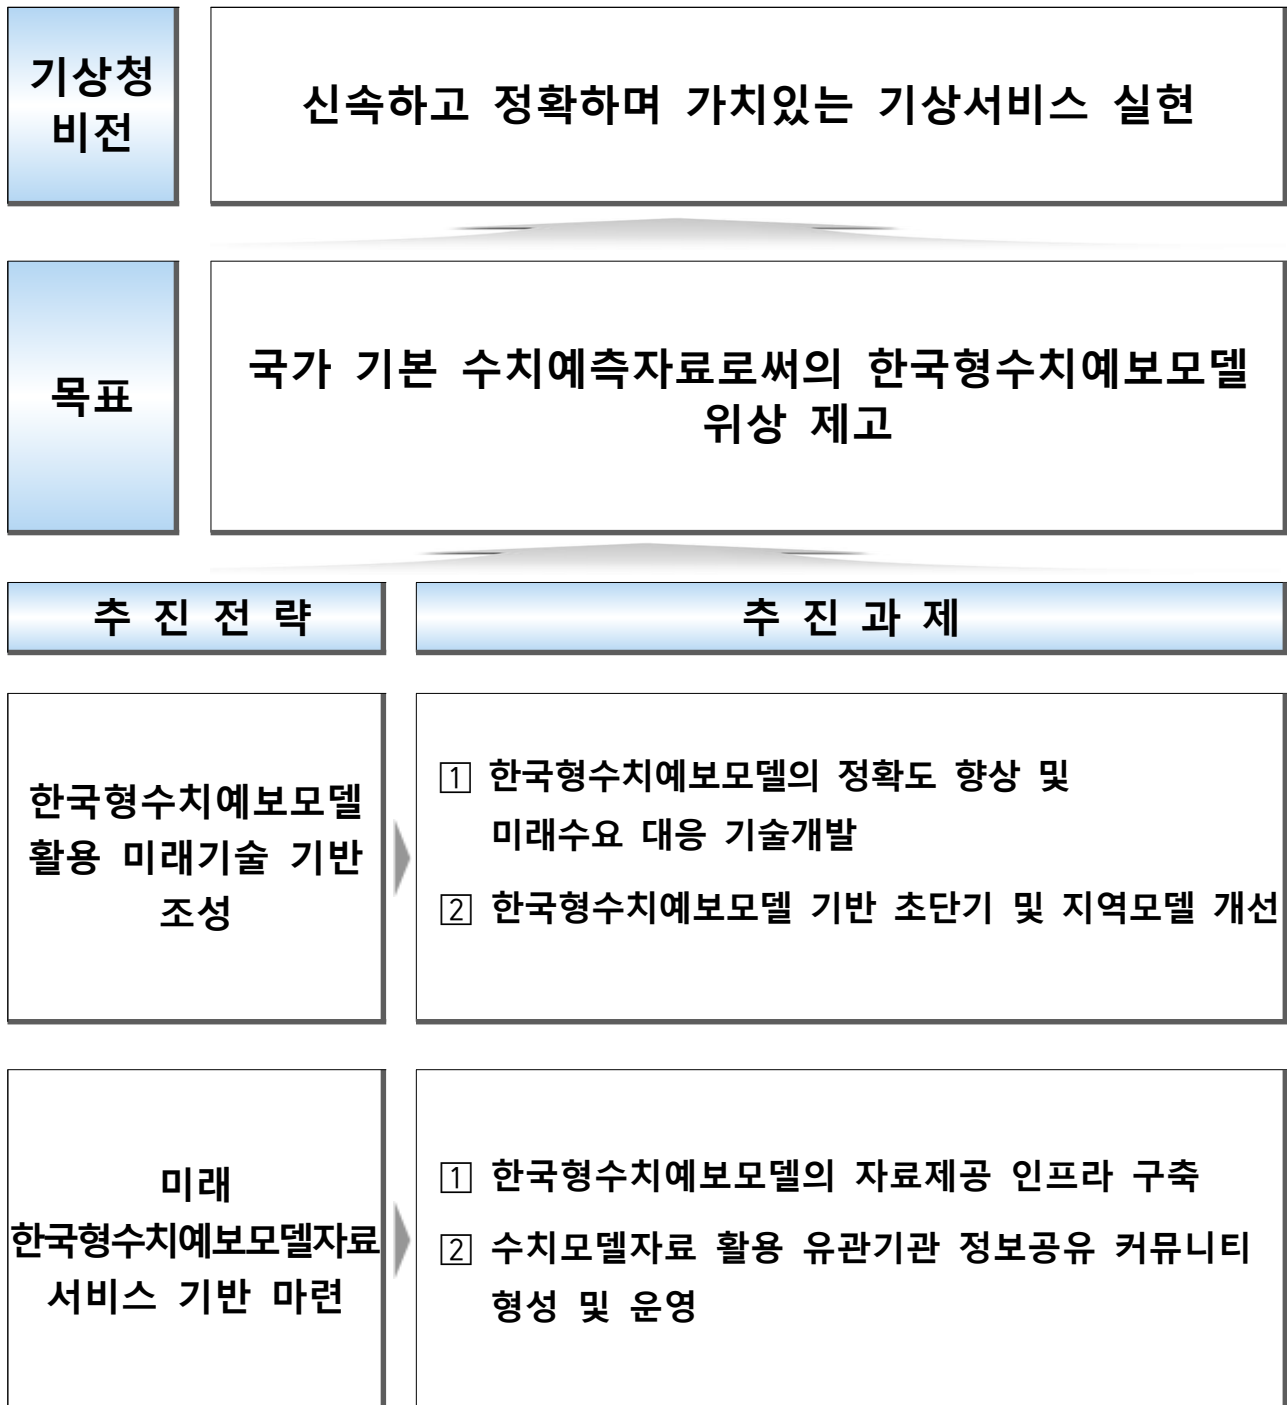 기상청
비전
신속하고 정확하며 가치있는 기상서비스 실현
목표
국가 기본 수치예측자료로써의 한국형수치예보모델
위상 제고
추 진 전 략
추 진 과 제
한국형수치예보모델
활용 미래기술 기반
조성
1 한국형수치예보모델의 정확도 향상 및
미래수요 대응 기술개발
2 한국형수치예보모델 기반 초단기 및 지역모델 개선
미래
한국형수치예보모델자료
서비스 기반 마련
1 한국형수치예보모델의 자료제공 인프라 구축
2 수치모델자료 활용 유관기관 정보공유 커뮤니티
형성 및 운영